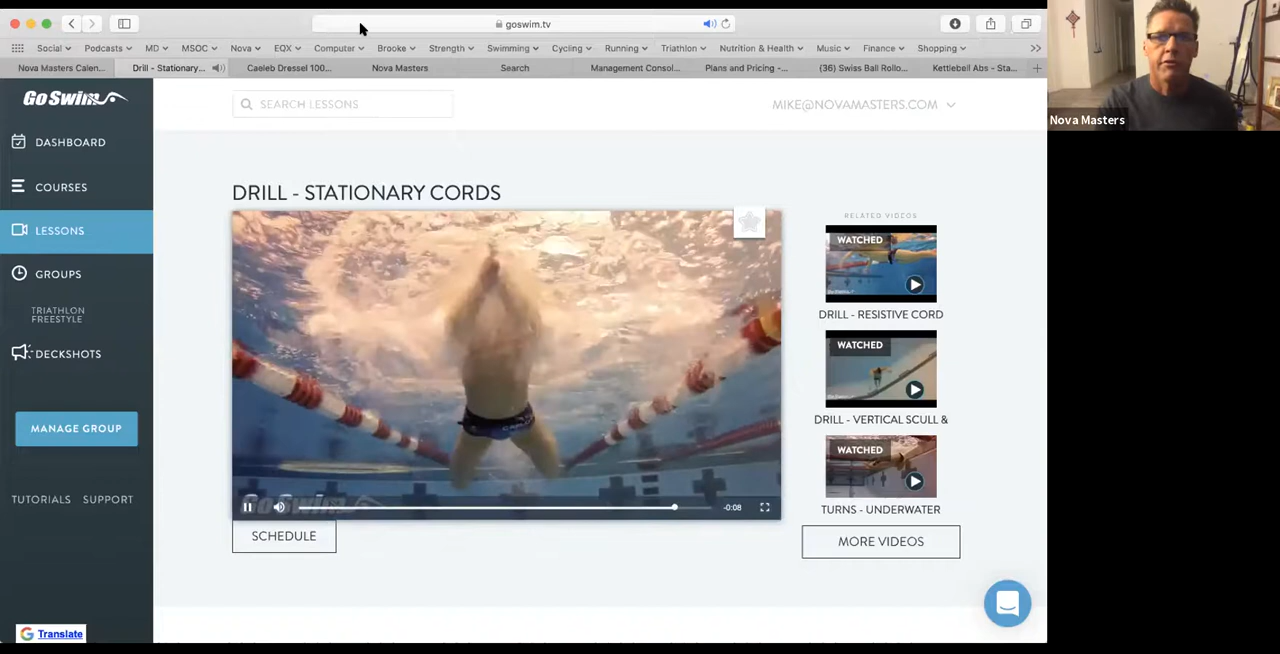 goswim.tv
Social Podcasts MD MSOC Nova EQX Computer Brooke Strength Swimming Cycling Running Triathlon Nutrition & Health Music Finance Shopping
Nova Masters Calen... Drill - Stationary... Caeleb Dressel 100... Nova Masters Search Management Consol... Plans and Pricing -... (36) Swiss Ball Rollo... Kettlebell Abs - Sta...
Nova Masters
GO SWIM
SEARCH LESSONS
MIKE@NOVAMASTERS.COM
DASHBOARD
COURSES
LESSONS
GROUPS
TRIATHLON
FREESTYLE
DECKSHOTS
MANAGE GROUP
TUTORIALS SUPPORT
Translate
DRILL - STATIONARY CORDS
GO SWIM
-0:08
SCHEDULE
RELATED VIDEOS
WATCHED
DRILL - RESISTIVE CORD
WATCHED
DRILL - VERTICAL SCULL &
WATCHED
TURNS - UNDERWATER
MORE VIDEOS